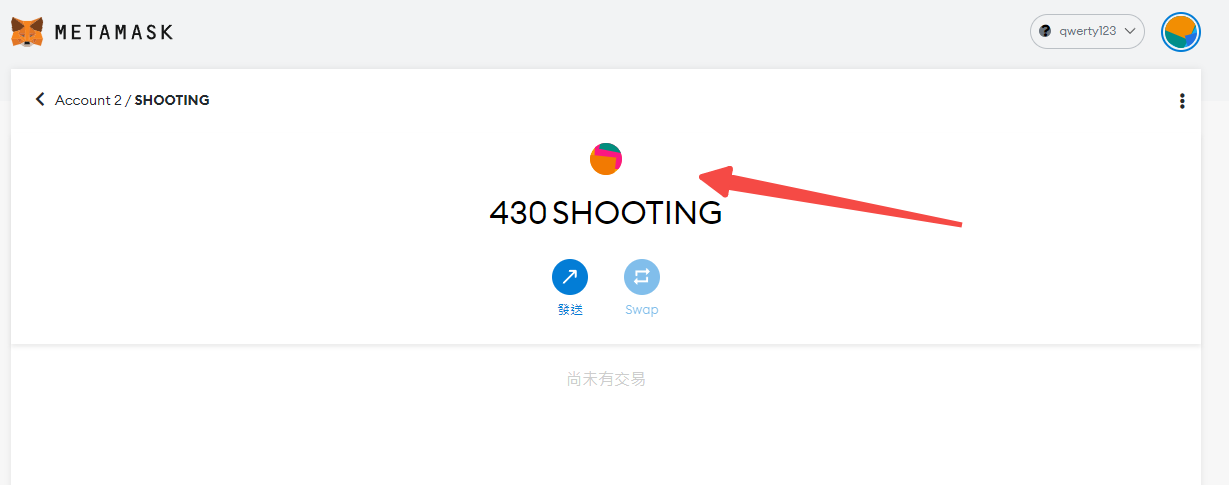 METAMASK
qwerty123
Account 2 / SHOOTING
430 SHOOTING
發送
Swap
尚未有交易